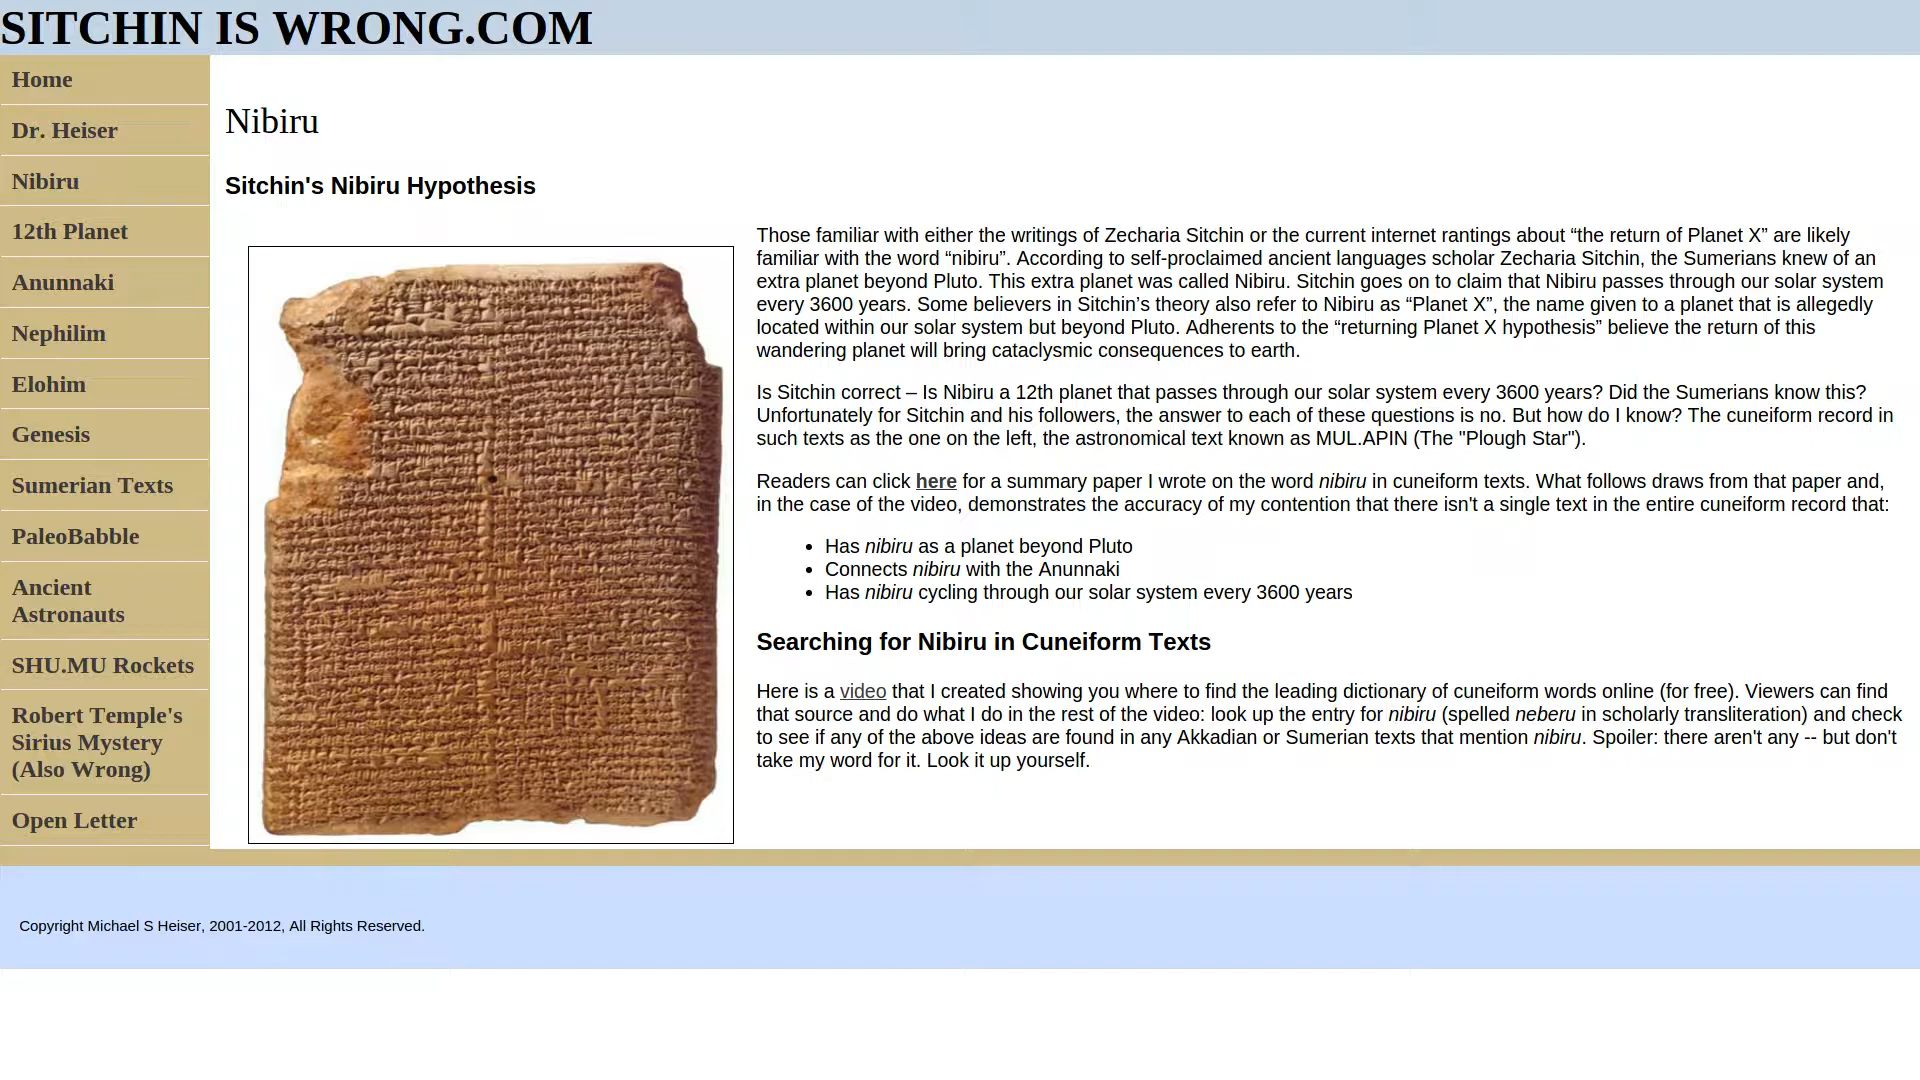 SITCHIN IS WRONG.COM
Home
Dr. Heiser
Nibiru
12th Planet
Anunnaki
Nephilim
Elohim
Genesis
Sumerian Texts
PaleoBabble
Ancient
Astronauts
SHU.MU Rockets
Robert Temple's
Sirius Mystery
(Also Wrong)
Open Letter
Nibiru
Sitchin's Nibiru Hypothesis
Those familiar with either the writings of Zecharia Sitchin or the current internet rantings about “the return of Planet X” are likely
familiar with the word “nibiru”. According to self-proclaimed ancient languages scholar Zecharia Sitchin, the Sumerians knew of an
extra planet beyond Pluto. This extra planet was called Nibiru. Sitchin goes on to claim that Nibiru passes through our solar system
every 3600 years. Some believers in Sitchin’s theory also refer to Nibiru as “Planet X”, the name given to a planet that is allegedly
located within our solar system but beyond Pluto. Adherents to the “returning Planet X hypothesis” believe the return of this
wandering planet will bring cataclysmic consequences to earth.
Is Sitchin correct – Is Nibiru a 12th planet that passes through our solar system every 3600 years? Did the Sumerians know this?
Unfortunately for Sitchin and his followers, the answer to each of these questions is no. But how do I know? The cuneiform record in
such texts as the one on the left, the astronomical text known as MUL.APIN (The "Plough Star").
Readers can click here for a summary paper I wrote on the word nibiru in cuneiform texts. What follows draws from that paper and,
in the case of the video, demonstrates the accuracy of my contention that there isn't a single text in the entire cuneiform record that:
• Has nibiru as a planet beyond Pluto
• Connects nibiru with the Anunnaki
• Has nibiru cycling through our solar system every 3600 years
Searching for Nibiru in Cuneiform Texts
Here is a video that I created showing you where to find the leading dictionary of cuneiform words online (for free). Viewers can find
that source and do what I do in the rest of the video: look up the entry for nibiru (spelled neberu in scholarly transliteration) and check
to see if any of the above ideas are found in any Akkadian or Sumerian texts that mention nibiru. Spoiler: there aren't any -- but don't
take my word for it. Look it up yourself.
Copyright Michael S Heiser, 2001-2012, All Rights Reserved.